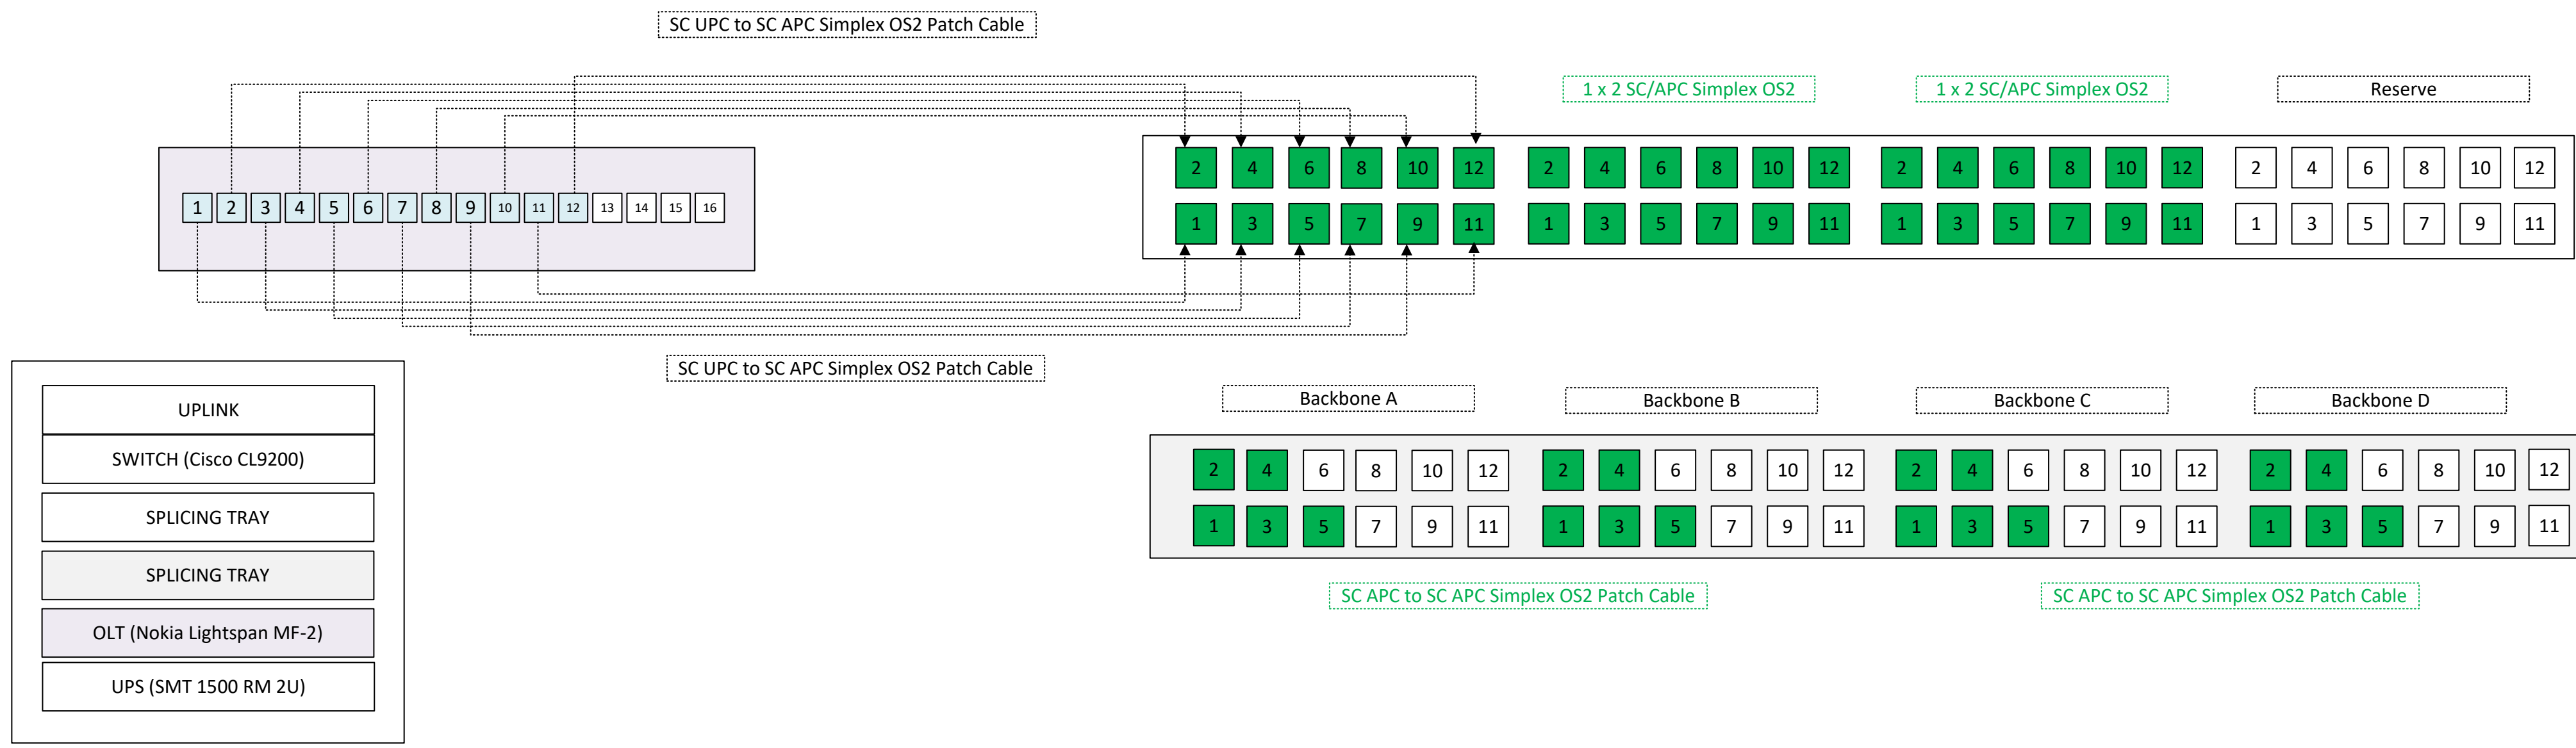 SC UPC to SC APC Simplex OS2 Patch Cable
1 x 2 SC/APC Simplex OS2
1 x 2 SC/APC Simplex OS2
Reserve
2 4 6 8 10 12 2 4 6 8 10 12 2 4 6 8 10 12 2 4 6 8 10 12
1 2 3 4 5 6 7 8 9 10 11 12 13 14 15 16
1 3 5 7 9 11 1 3 5 7 9 11 1 3 5 7 9 11 1 3 5 7 9 11
SC UPC to SC APC Simplex OS2 Patch Cable
UPLINK
SWITCH (Cisco CL9200)
SPLICING TRAY
SPLICING TRAY
OLT (Nokia Lightspan MF-2)
UPS (SMT 1500 RM 2U)
Backbone A
Backbone B
Backbone C
Backbone D
2 4 6 8 10 12 2 4 6 8 10 12 2 4 6 8 10 12 2 4 6 8 10 12
1 3 5 7 9 11 1 3 5 7 9 11 1 3 5 7 9 11 1 3 5 7 9 11
SC APC to SC APC Simplex OS2 Patch Cable
SC APC to SC APC Simplex OS2 Patch Cable